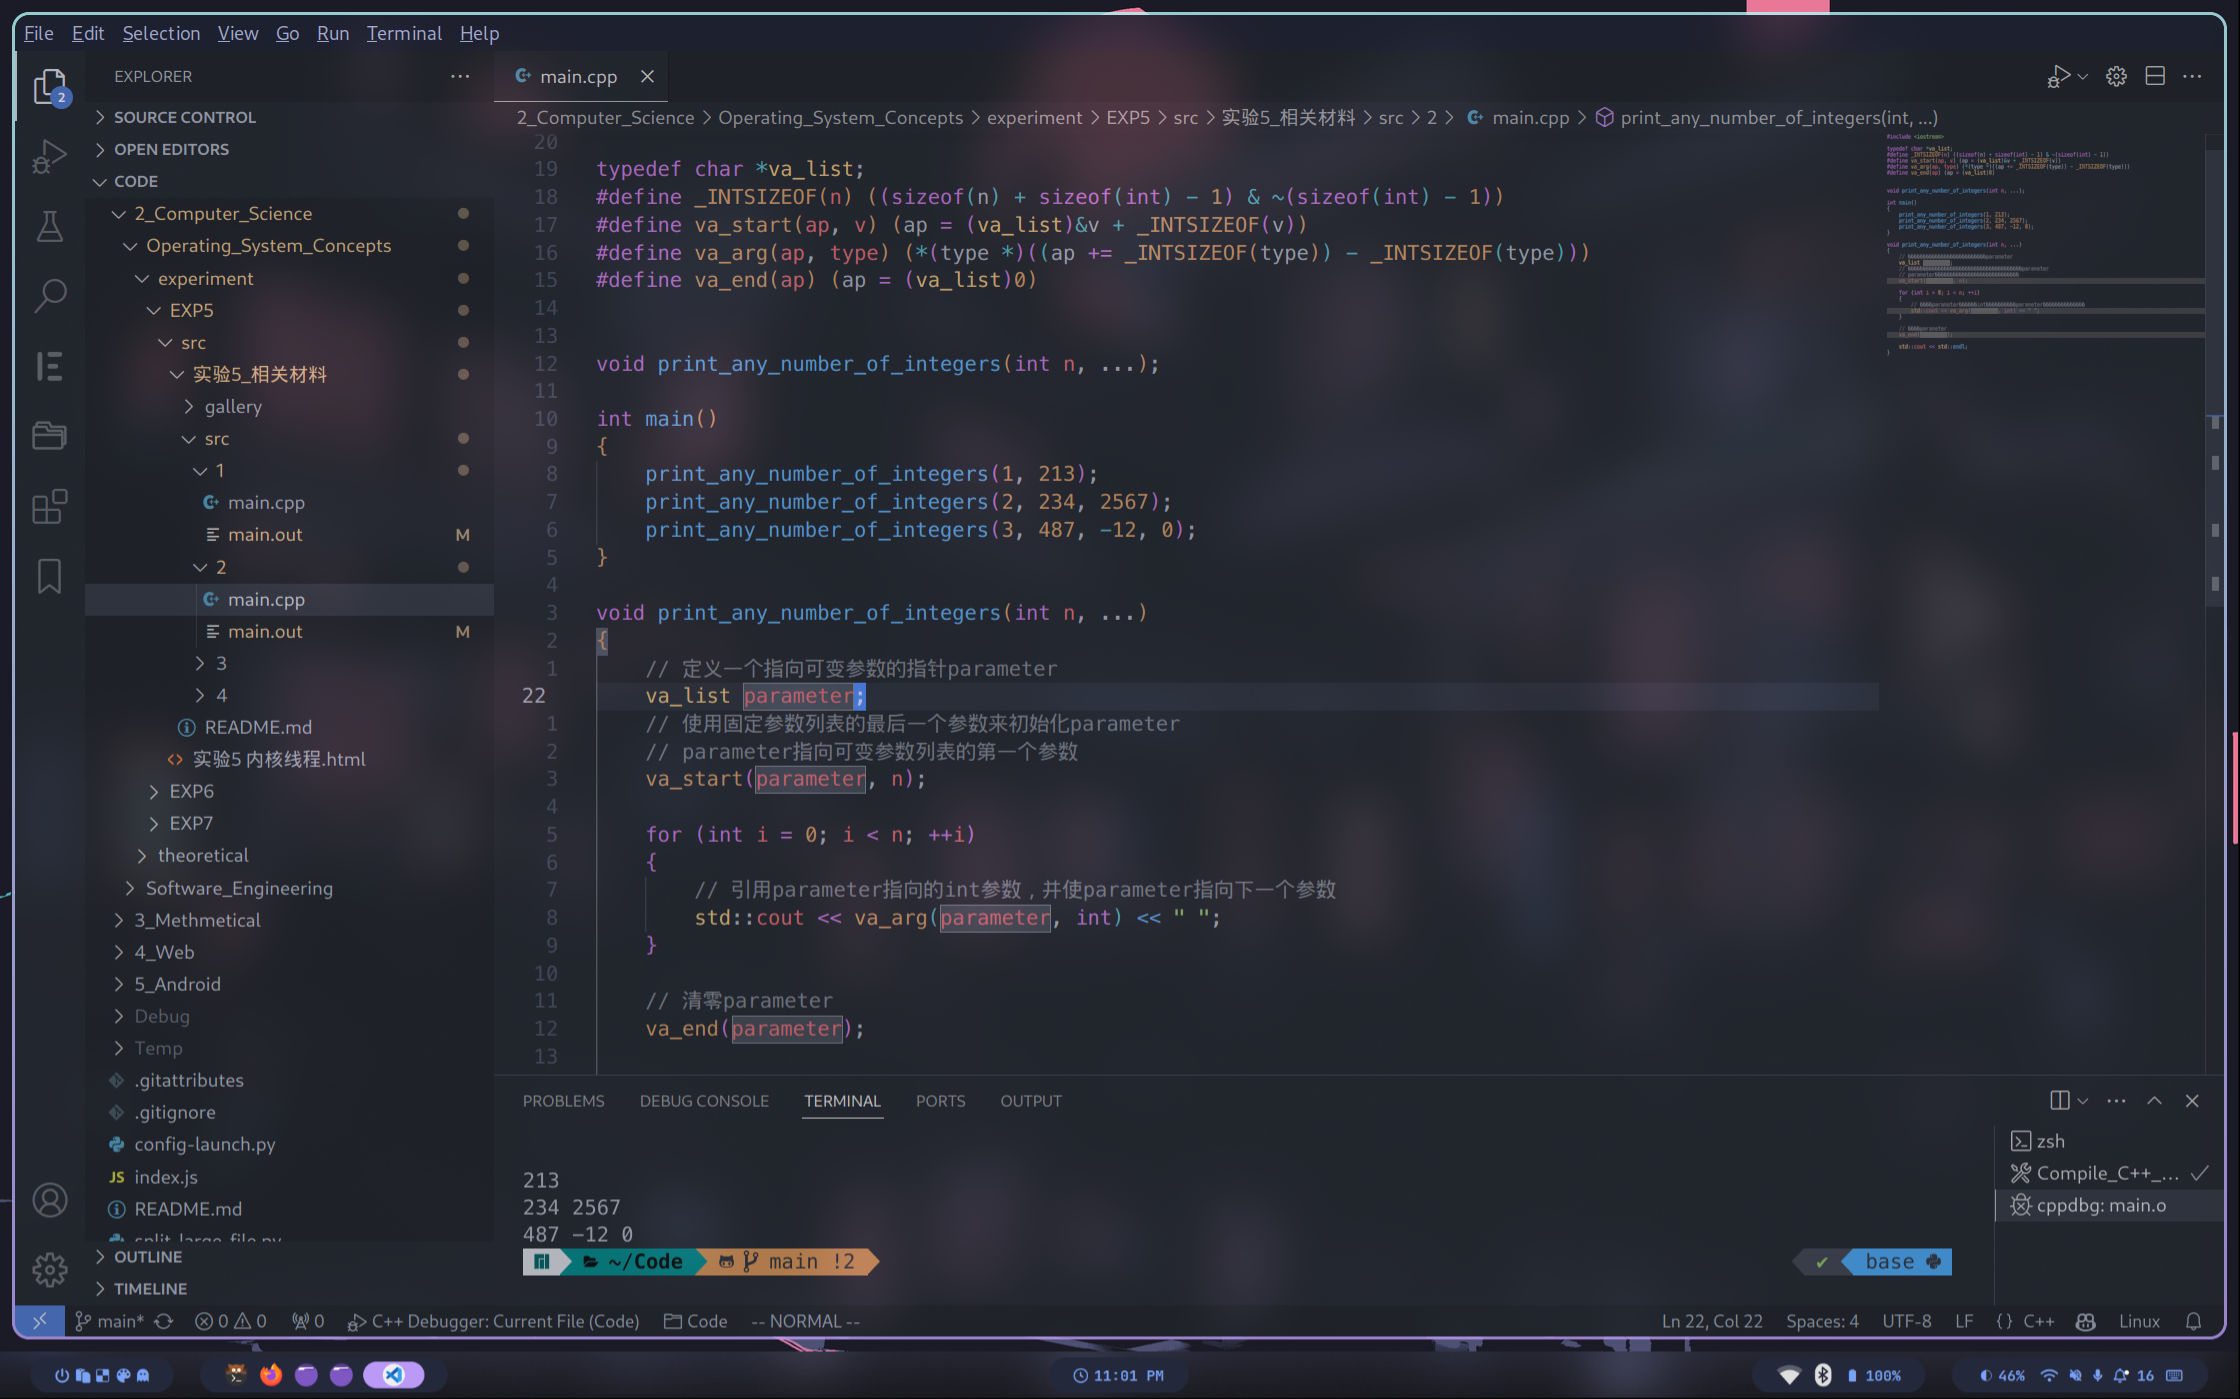 File Edit Selection View Go Run Terminal Help
2
EXPLORER
SOURCE CONTROL
OPEN EDITORS
CODE
2_Computer_Science
Operating_System_Concepts
experiment
EXP5
src
实验5_相关材料
gallery
src
1
main.cpp
main.out M
2
main.cpp
main.out M
3
4
README.md
实验5 内核线程.html
EXP6
EXP7
theoretical
Software_Engineering
3_Methmetical
4_Web
5_Android
Debug
Temp
.gitattributes
.gitignore
config-launch.py
index.js
README.md
split-large-file.py
OUTLINE
TIMELINE
main.cpp
2_Computer_Science > Operating_System_Concepts > experiment > EXP5 > src > 实验5_相关材料 > src > 2 > main.cpp > print_any_number_of_integers(int, ...)
20
19 typedef char *va_list;
18 #define _INTSIZEOF(n) ((sizeof(n) + sizeof(int) - 1) & ~(sizeof(int) - 1))
17 #define va_start(ap, v) (ap = (va_list)&v + _INTSIZEOF(v))
16 #define va_arg(ap, type) (*(type *)((ap += _INTSIZEOF(type)) - _INTSIZEOF(type)))
15 #define va_end(ap) (ap = (va_list)0)
14
13
12 void print_any_number_of_integers(int n, ...);
11
10 int main()
9 {
8 print_any_number_of_integers(1, 213);
7 print_any_number_of_integers(2, 234, 2567);
6 print_any_number_of_integers(3, 487, -12, 0);
5 }
4
3 void print_any_number_of_integers(int n, ...)
2 {
1 // 定义一个指向可变参数的指针parameter
22 va_list parameter;
1 // 使用固定参数列表的最后一个参数来初始化parameter
2 // parameter指向可变参数列表的第一个参数
3 va_start(parameter, n);
4
5 for (int i = 0; i < n; ++i)
6 {
7 // 引用parameter指向的int参数，并使parameter指向下一个参数
8 std::cout << va_arg(parameter, int) << " ";
9 }
10
11 // 清零parameter
12 va_end(parameter);
13
PROBLEMS DEBUG CONSOLE TERMINAL PORTS OUTPUT
213
234 2567
487 -12 0
~/Code main !2 ✔ base
zsh
Compile_C++_... ✓
cppdbg: main.o
main* 0 0 0 C++ Debugger: Current File (Code) Code -- NORMAL -- Ln 22, Col 22 Spaces: 4 UTF-8 LF {} C++ Linux
11:01 PM 100% 46% 16